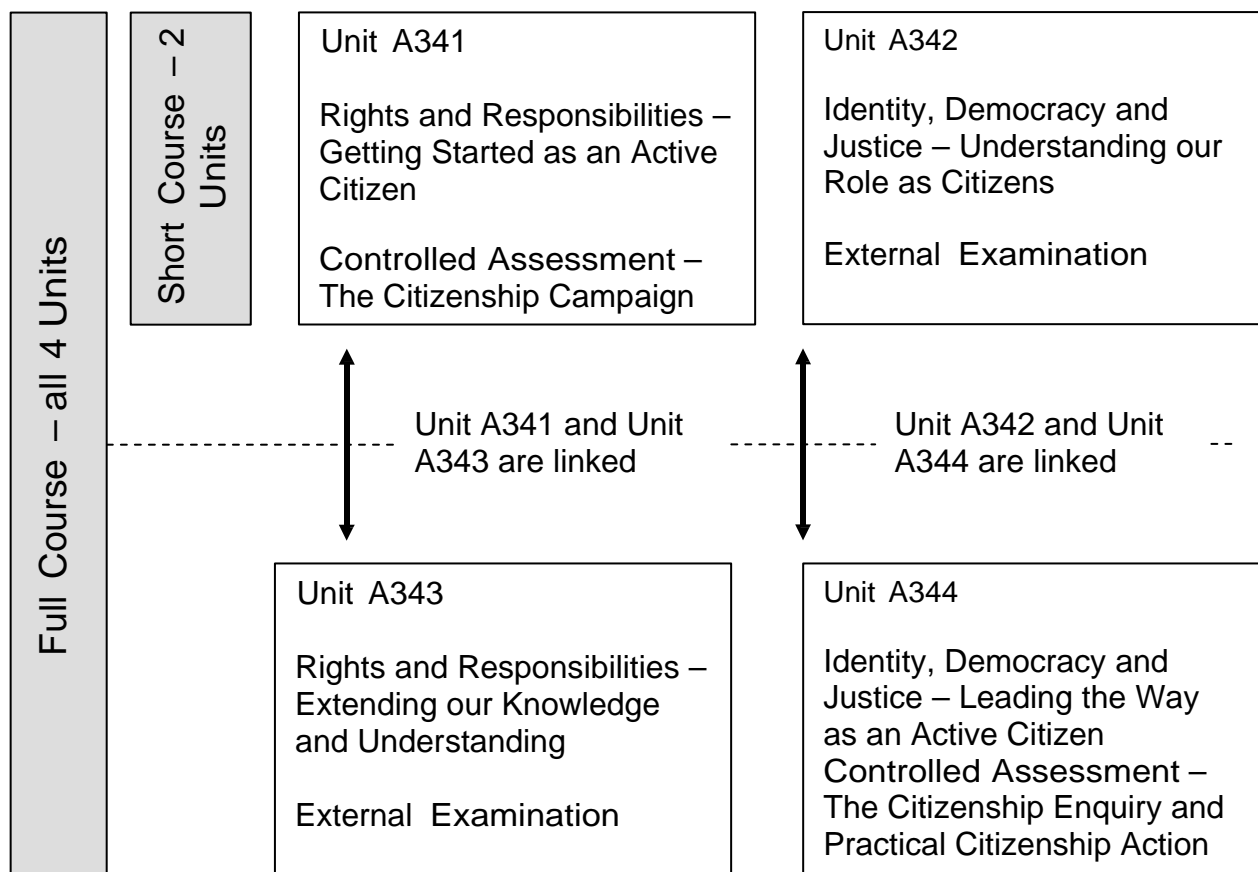 Full Course – all 4 Units
Short Course – 2
Units
Unit A341
Rights and Responsibilities –
Getting Started as an Active
Citizen
Controlled Assessment –
The Citizenship Campaign
Unit A342
Identity, Democracy and
Justice – Understanding our
Role as Citizens
External Examination
Unit A341 and Unit
A343 are linked
Unit A342 and Unit
A344 are linked
Unit A343
Rights and Responsibilities –
Extending our Knowledge
and Understanding
External Examination
Unit A344
Identity, Democracy and
Justice – Leading the Way
as an Active Citizen
Controlled Assessment –
The Citizenship Enquiry and
Practical Citizenship Action